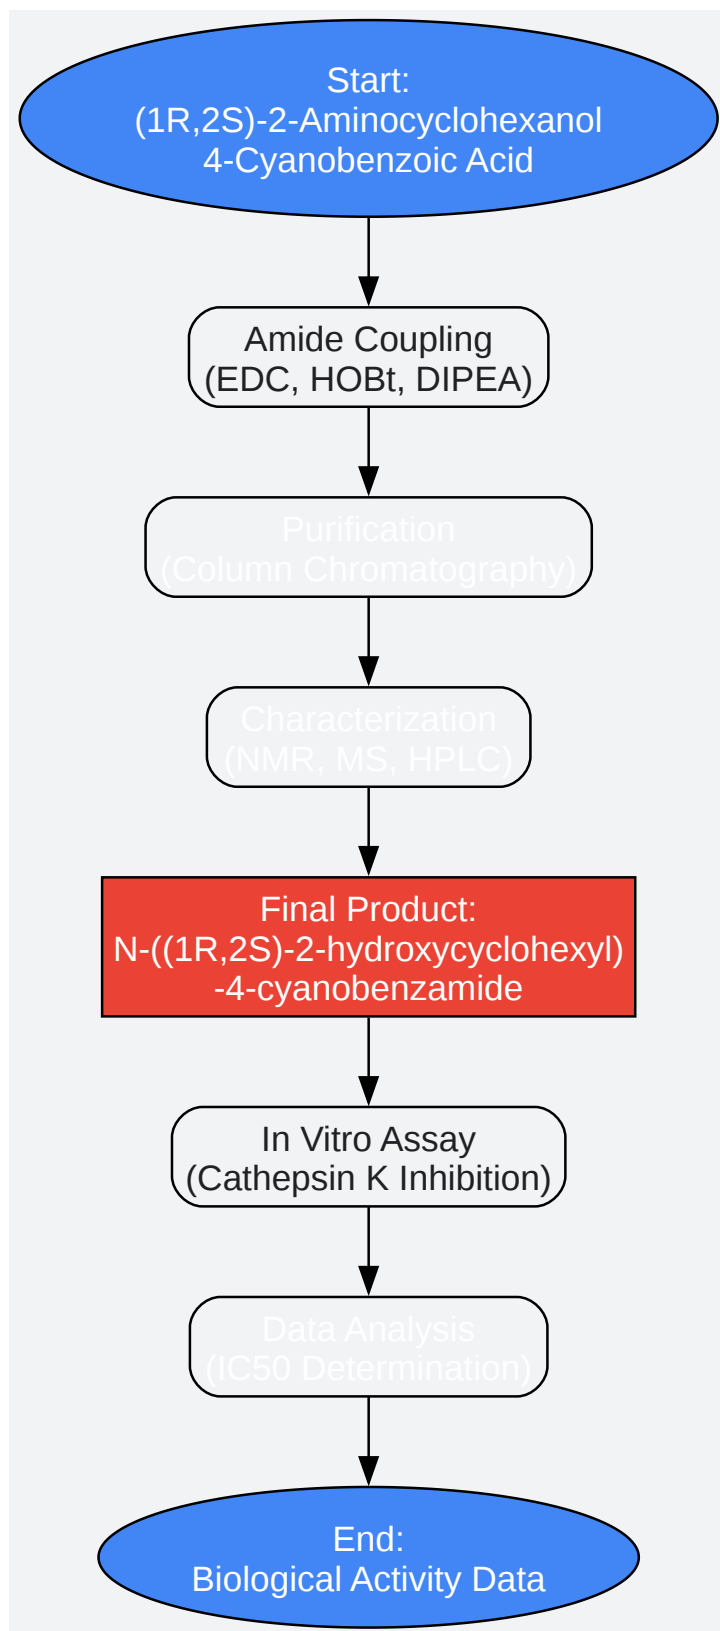 Start:
(1R,2S)-2-Aminocyclohexanol
4-Cyanobenzoic Acid
Amide Coupling
(EDC, HOBt, DIPEA)
Purification
(Column Chromatography)
Characterization
(NMR, MS, HPLC)
Final Product:
N-((1R,2S)-2-hydroxycyclohexyl)
-4-cyanobenzamide
In Vitro Assay
(Cathepsin K Inhibition)
Data Analysis
(IC50 Determination)
End:
Biological Activity Data